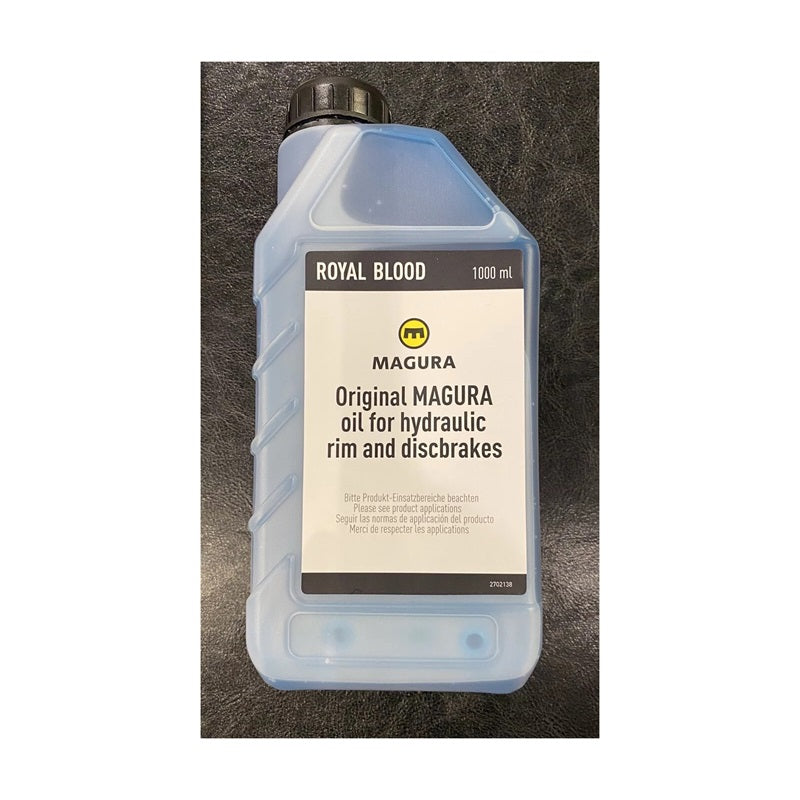 ROYAL BLOOD 1000 ml
MAGURA
Original MAGURA
oil for hydraulic
rim and discbrakes
Bitte Produkt-Einsatzbereiche beachten
Please see product applications
Seguir las normas de aplicación del producto
Merci de respecter les applications
2702138